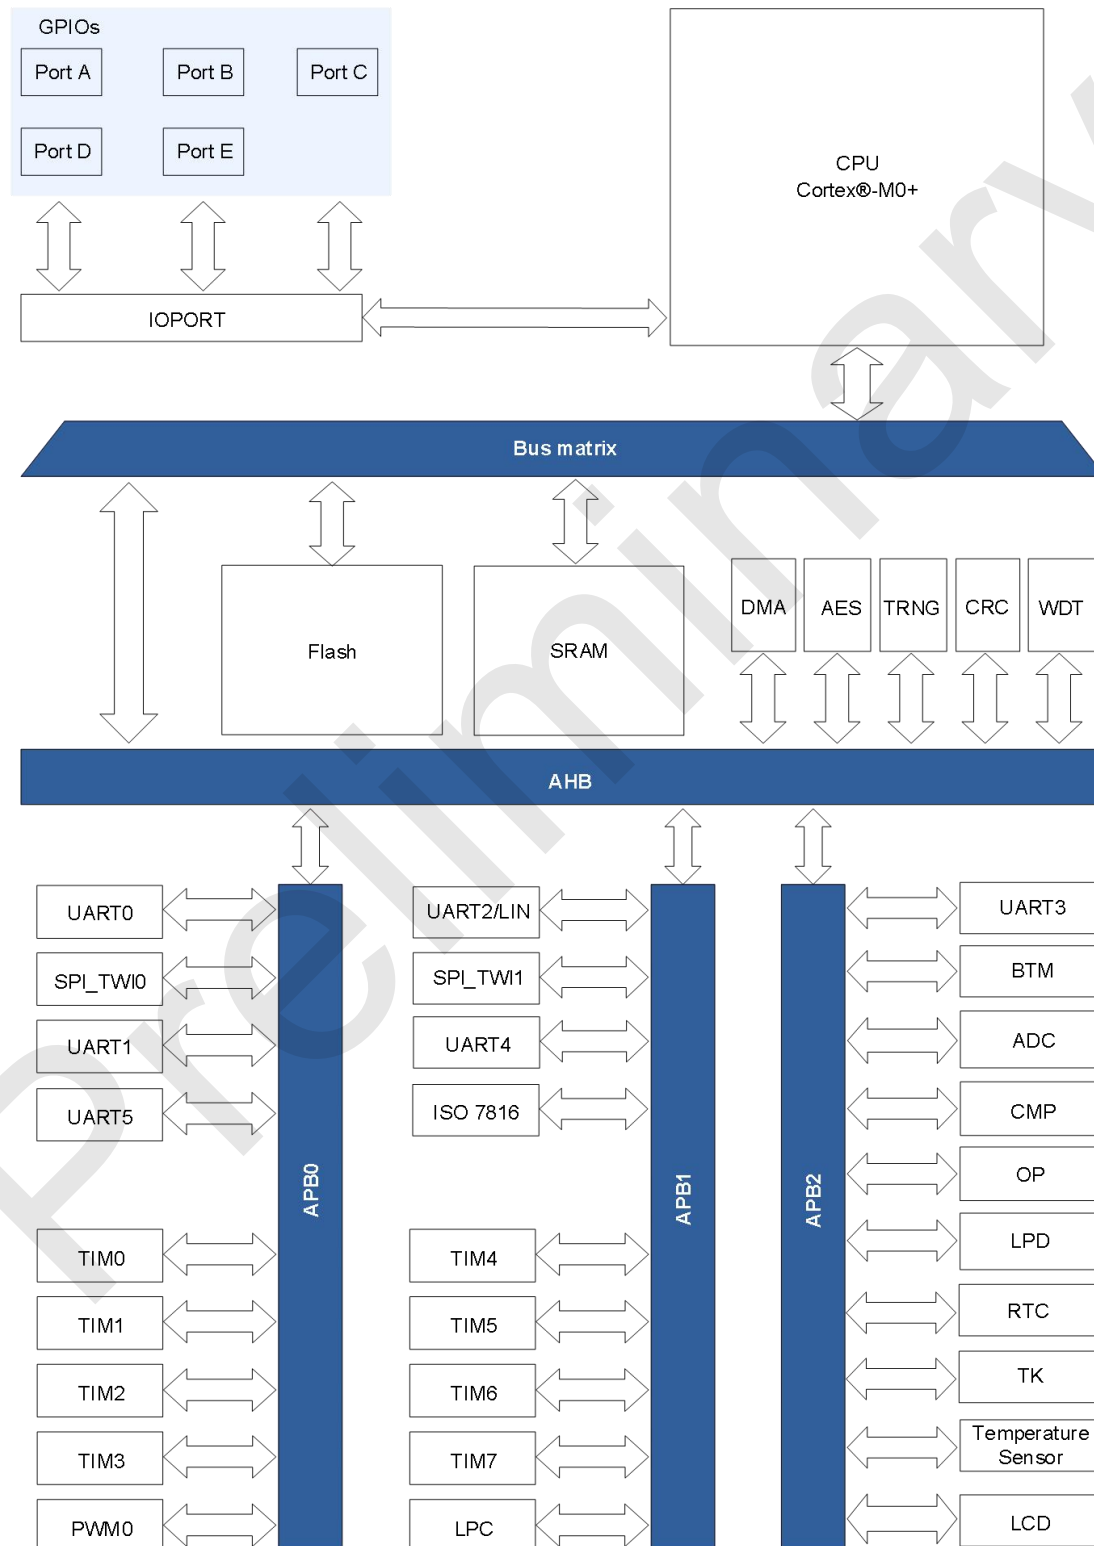 GPIOs
Port A
Port B
Port C
Port D
Port E
CPU
Cortex®-M0+
IOPORT
Bus matrix
Flash
SRAM
DMA
AES
TRNG
CRC
WDT
AHB
UART0
UART2/LIN
UART3
SPI_TWI0
SPI_TWI1
BTM
UART1
UART4
ADC
UART5
ISO 7816
CMP
APB0
APB1
APB2
OP
TIM0
TIM4
LPD
TIM1
TIM5
RTC
TIM2
TIM6
TK
TIM3
TIM7
Temperature
Sensor
PWM0
LPC
LCD
Preliminary